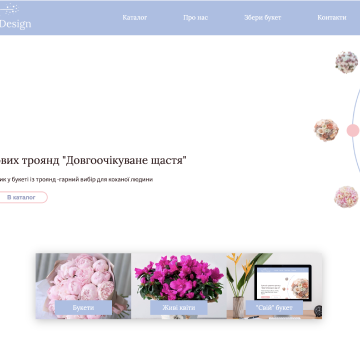 Design
Каталог
Про нас
Збери букет
Контакти
ових троянд "Довгоочікуване щастя"
ик у букеті із троянд -гарний вибір для коханої людини
В каталог
Букети
Живі квіти
"Свій" букет